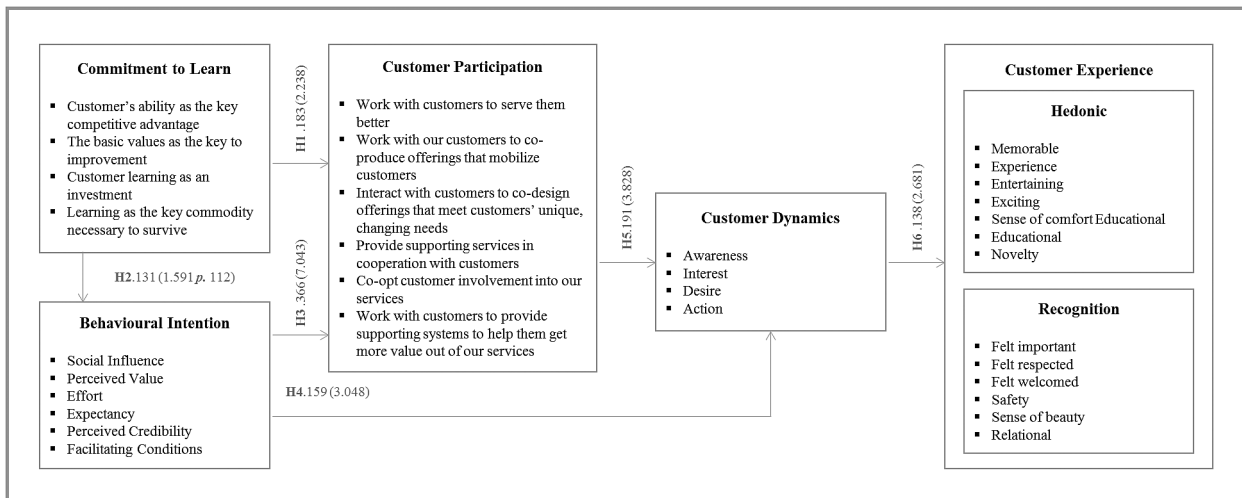 Commitment to Learn
▪ Customer's ability as the key
competitive advantage
▪ The basic values as the key to
improvement
▪ Customer learning as an
investment
▪ Learning as the key commodity
necessary to survive
H1 .183 (2.238)
H2.131 (1.591 p. 112)
Behavioural Intention
▪ Social Influence
▪ Perceived Value
▪ Effort
▪ Expectancy
▪ Perceived Credibility
▪ Facilitating Conditions
H3 .366 (7.043)
H4.159 (3.048)
Customer Participation
▪ Work with customers to serve them
better
▪ Work with our customers to co-
produce offerings that mobilize
customers
▪ Interact with customers to co-design
offerings that meet customers' unique,
changing needs
▪ Provide supporting services in
cooperation with customers
▪ Co-opt customer involvement into our
services
▪ Work with customers to provide
supporting systems to help them get
more value out of our services
H5.191 (3.828)
Customer Dynamics
▪ Awareness
▪ Interest
▪ Desire
▪ Action
H6 .138 (2.681)
Customer Experience
Hedonic
▪ Memorable
▪ Experience
▪ Entertaining
▪ Exciting
▪ Sense of comfort Educational
▪ Educational
▪ Novelty
Recognition
▪ Felt important
▪ Felt respected
▪ Felt welcomed
▪ Safety
▪ Sense of beauty
▪ Relational